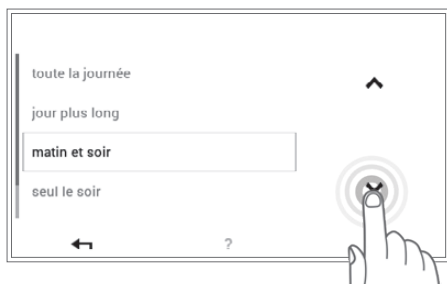 toute la journée
jour plus long
matin et soir
seul le soir
?